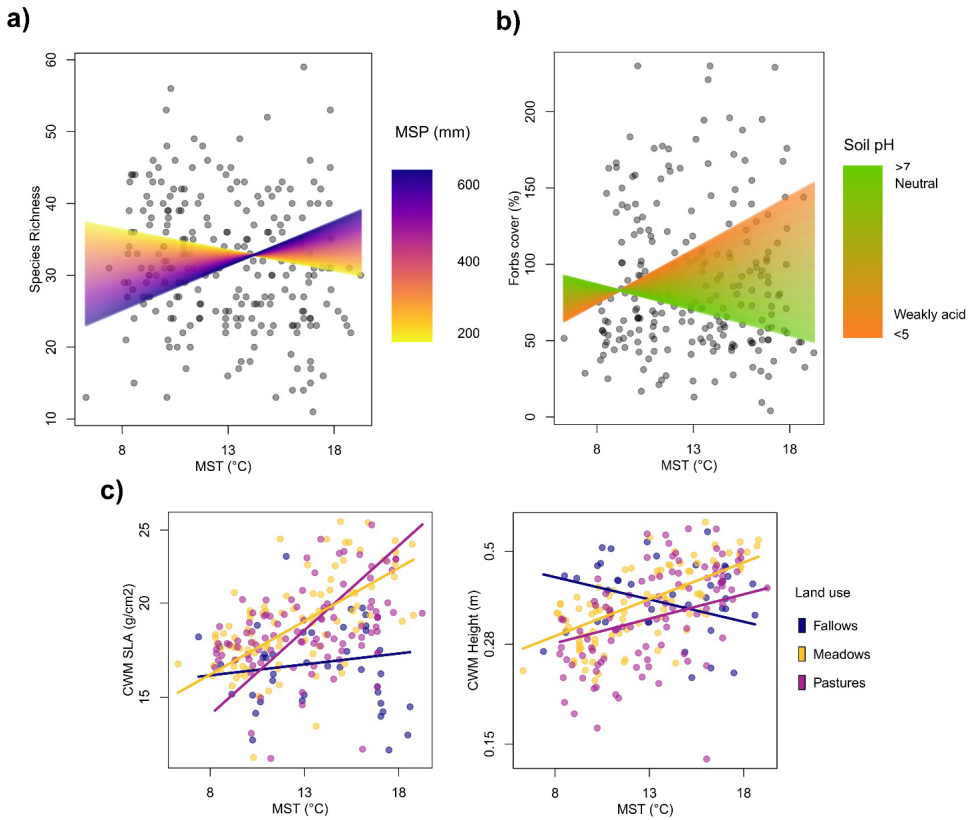 a)
60
50
40
30
20
10
Species Richness
8
13
18
MST (°C)
MSP (mm)
600
400
200
b)
200
150
100
50
0
Forbs cover (%)
8
13
18
MST (°C)
Soil pH
>7
Neutral
Weakly acid
<5
c)
25
20
15
CWM SLA (g/cm2)
8
13
18
MST (°C)
0.5
0.28
0.15
CWM Height (m)
8
13
18
MST (°C)
Land use
Fallows
Meadows
Pastures